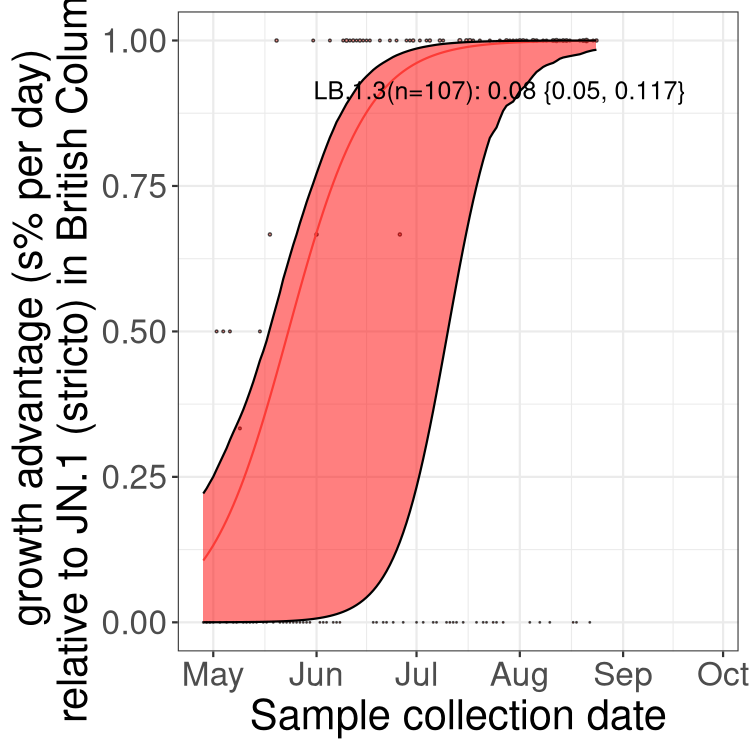 growth advantage (s% per day)
relative to JN.1 (stricto) in British Colum
1.00
0.75
0.50
0.25
0.00
LB.1.3(n=107): 0.08 {0.05, 0.117}
May Jun Jul Aug Sep Oct
Sample collection date